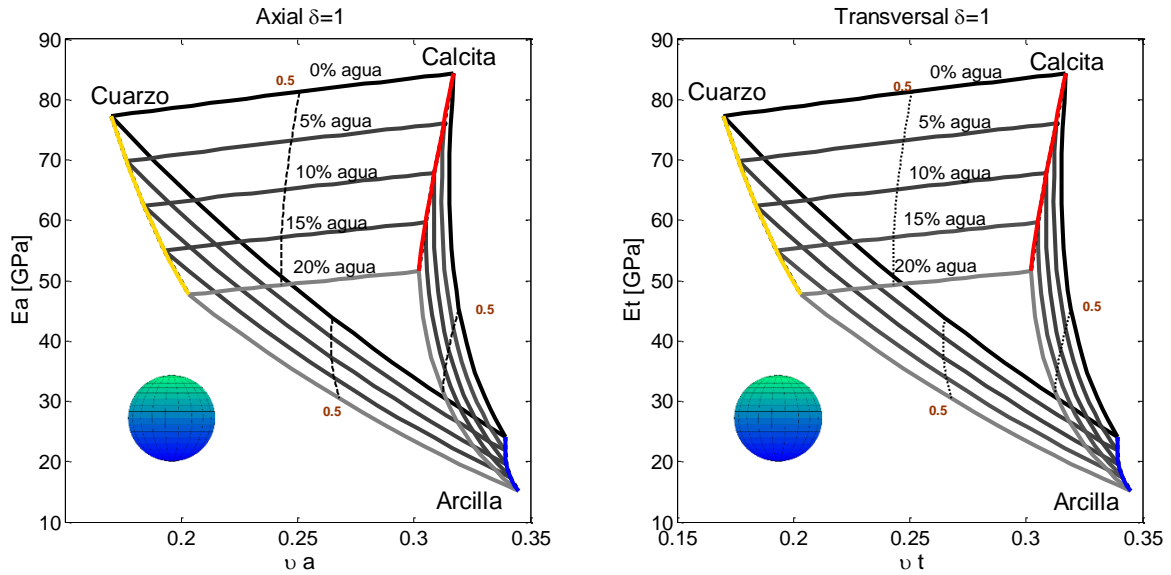 Axial δ=1
90
80
70
60
50
40
30
20
10
Ea [GPa]
Cuarzo
0.5
0% agua
Calcita
5% agua
10% agua
15% agua
20% agua
0.5
0.5
Arcilla
0.2
0.25
0.3
0.35
υ a
Transversal δ=1
90
80
70
60
50
40
30
20
10
Et [GPa]
Cuarzo
0.5
0% agua
Calcita
5% agua
10% agua
15% agua
20% agua
0.5
0.5
Arcilla
0.15
0.2
0.25
0.3
0.35
υ t